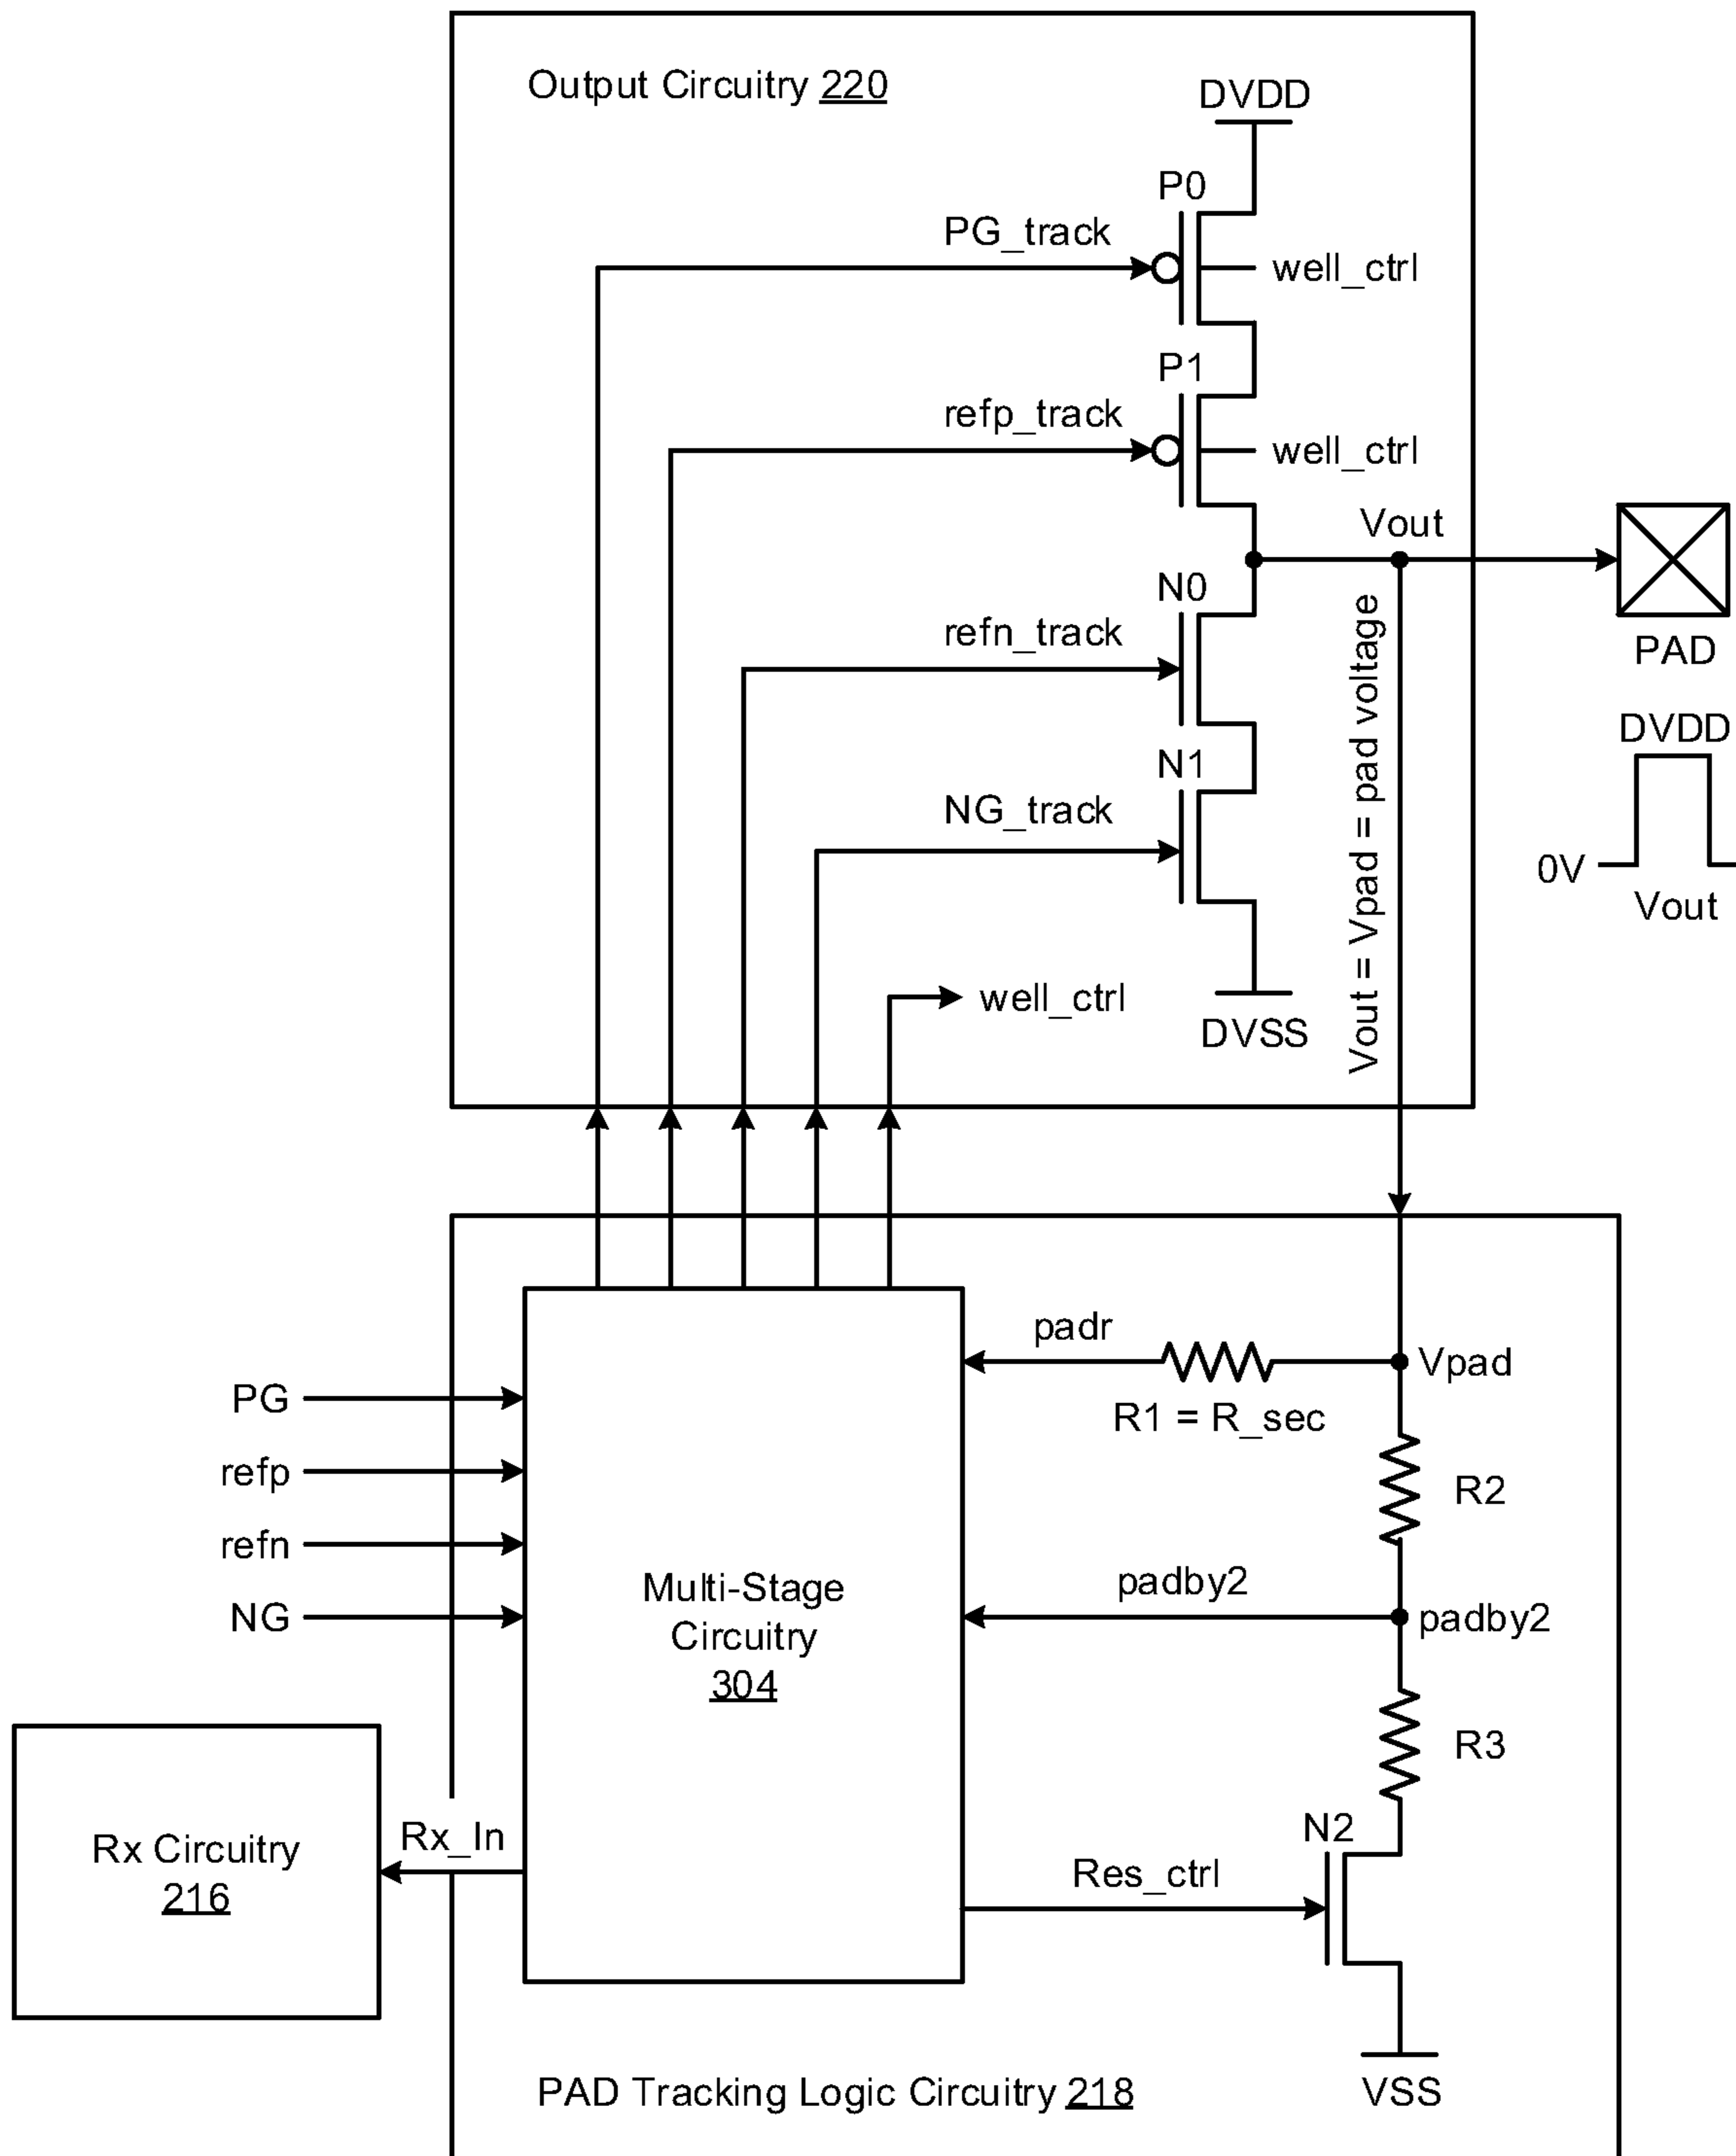 Output Circuitry 220
DVDD
P0
PG_track
well_ctrl
P1
refp_track
well_ctrl
Vout
PAD
N0
refn_track
Vout = Vpad = pad voltage
DVDD
0V
Vout
N1
NG_track
well_ctrl
DVSS
padr
Vpad
R1 = R_sec
PG
refp
refn
NG
R2
Multi-Stage
Circuitry
304
padby2
padby2
R3
Rx Circuitry
216
Rx_In
N2
Res_ctrl
VSS
PAD Tracking Logic Circuitry 218